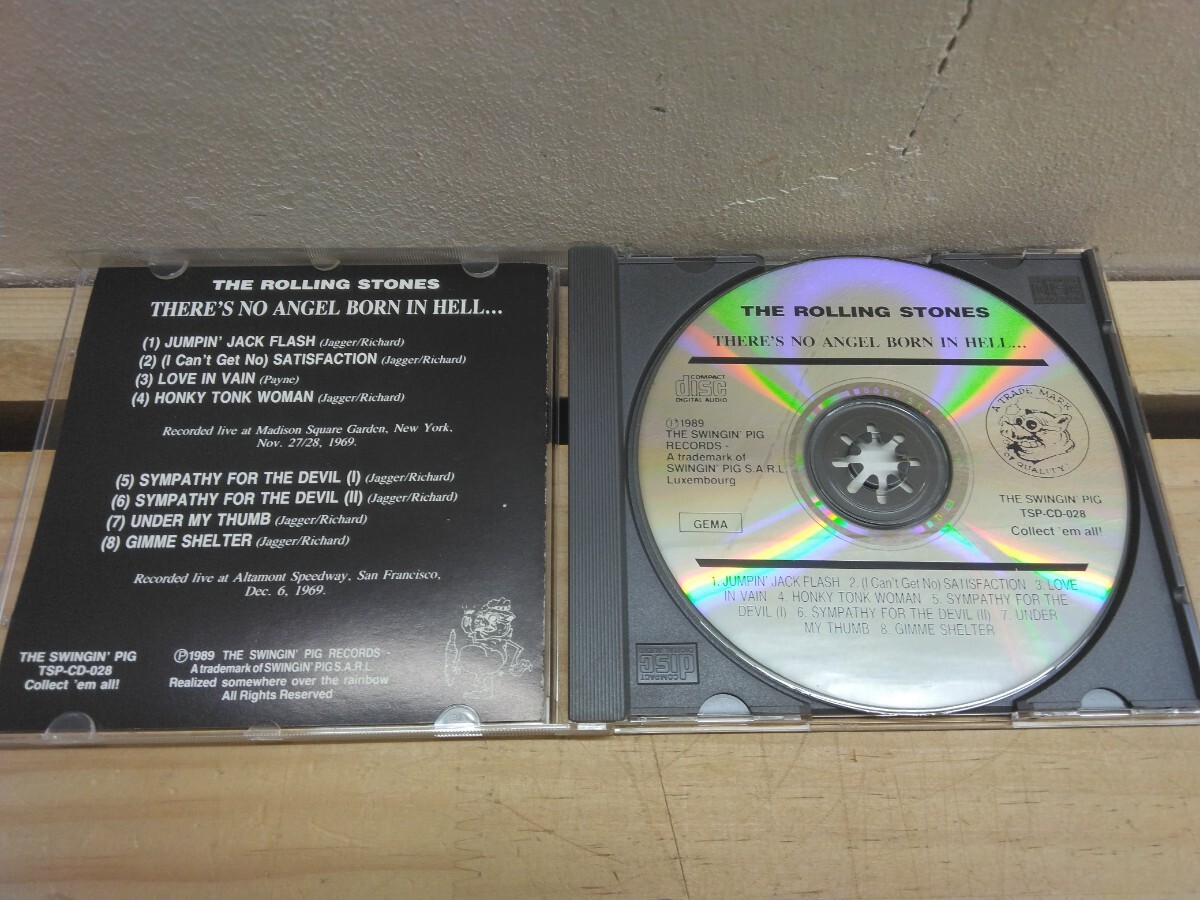 THE ROLLING STONES
THERE'S NO ANGEL BORN IN HELL...
(1) JUMPIN' JACK FLASH (Jagger/Richard)
(2) (I Can't Get No) SATISFACTION (Jagger/Richard)
(3) LOVE IN VAIN (Payne)
(4) HONKY TONK WOMAN (Jagger/Richard)
Recorded live at Madison Square Garden, New York,
Nov. 27/28, 1969.
(5) SYMPATHY FOR THE DEVIL (I) (Jagger/Richard)
(6) SYMPATHY FOR THE DEVIL (II) (Jagger/Richard)
(7) UNDER MY THUMB (Jagger/Richard)
(8) GIMME SHELTER (Jagger/Richard)
Recorded live at Altamont Speedway, San Francisco,
Dec. 6, 1969.
THE SWINGIN' PIG
TSP-CD-028
Collect 'em all!
℗1989 THE SWINGIN' PIG RECORDS -
A trademark of SWINGIN' PIG S.A.R.L.
Realized somewhere over the rainbow
All Rights Reserved
THE ROLLING STONES
THERE'S NO ANGEL BORN IN HELL...
COMPACT
disc
DIGITAL AUDIO
℗1989
THE SWINGIN' PIG
RECORDS -
A trademark of
SWINGIN' PIG S.A.R.L.
Luxembourg
GEMA
A TRADE MARK
OF QUALITY!
THE SWINGIN' PIG
TSP-CD-028
Collect 'em all!
1. JUMPIN' JACK FLASH 2. (I Can't Get No) SATISFACTION 3. LOVE
IN VAIN 4. HONKY TONK WOMAN 5. SYMPATHY FOR THE
DEVIL (I) 6. SYMPATHY FOR THE DEVIL (II) 7. UNDER
MY THUMB 8. GIMME SHELTER
COMPACT
disc
DIGITAL AUDIO